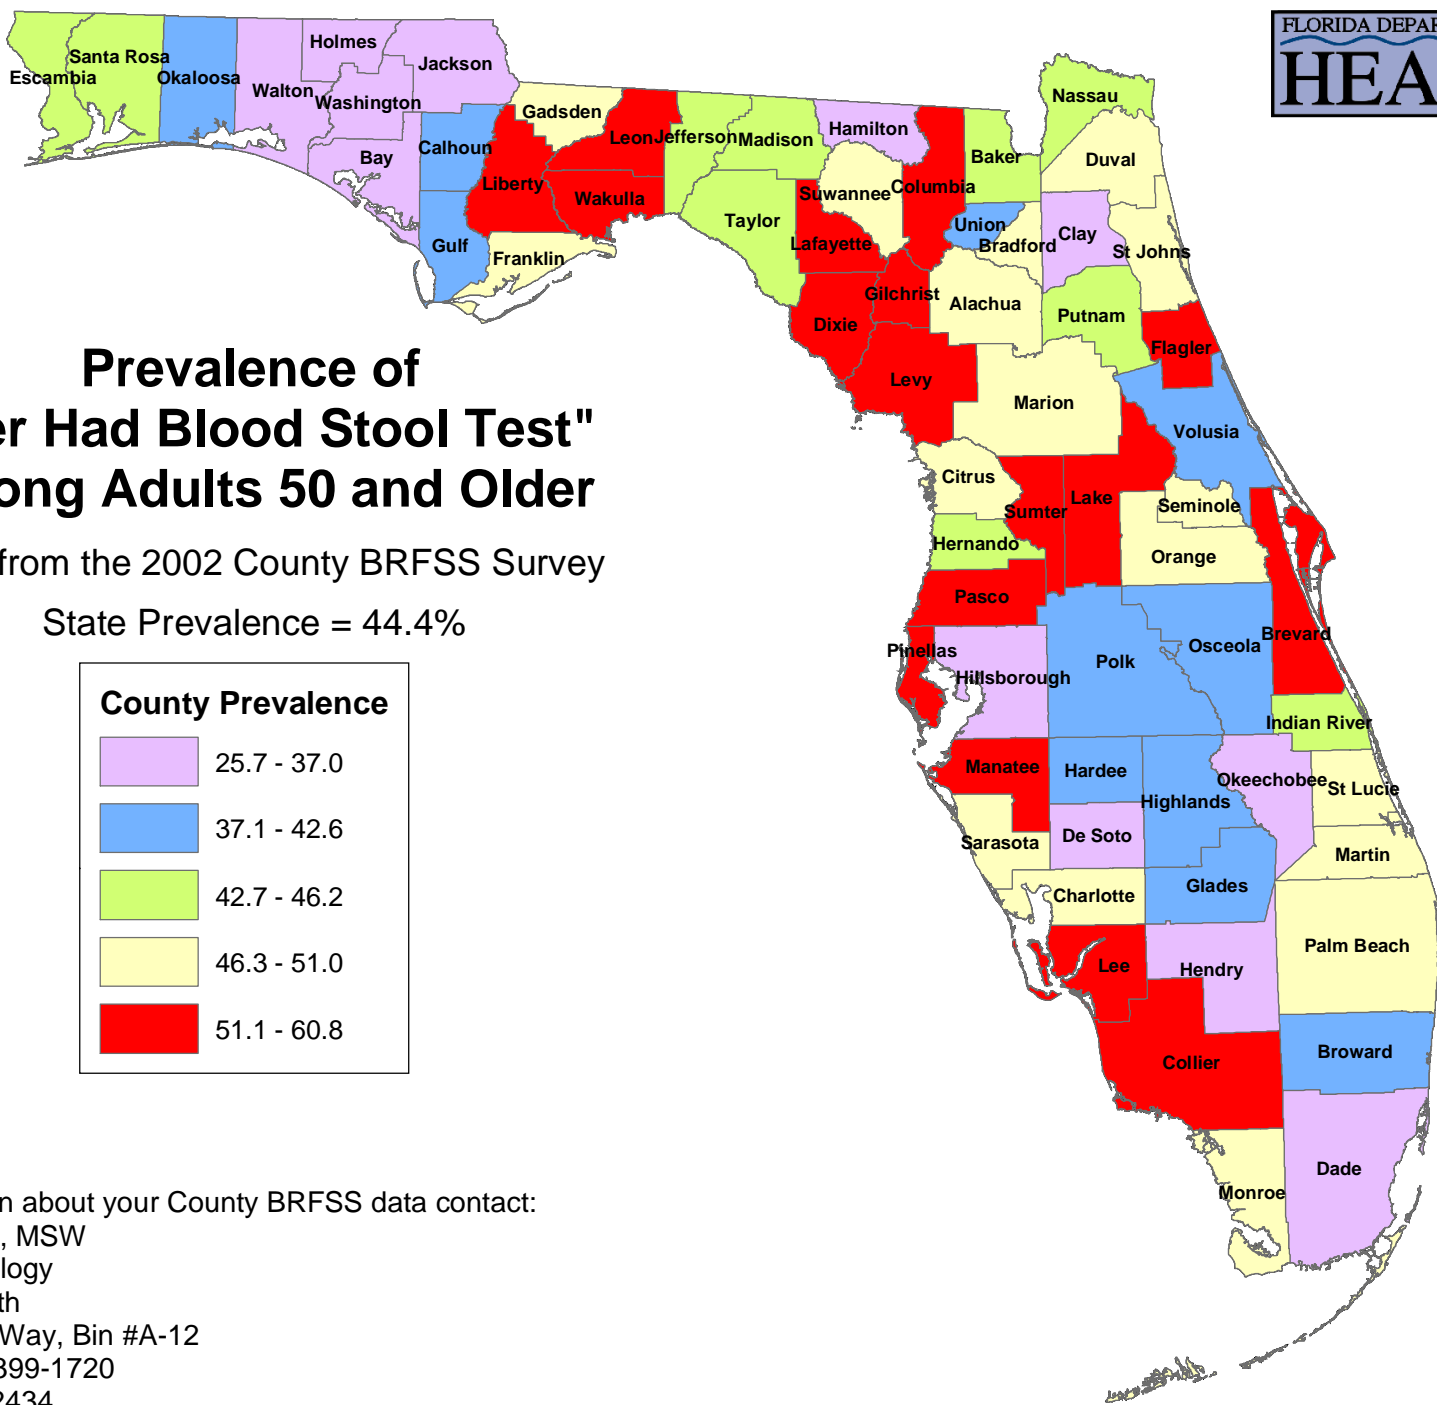 FLORIDA DEPAR
HEA
Prevalence of
er Had Blood Stool Test"
ong Adults 50 and Older
from the 2002 County BRFSS Survey
State Prevalence = 44.4%
County Prevalence
25.7 - 37.0
37.1 - 42.6
42.7 - 46.2
46.3 - 51.0
51.1 - 60.8
n about your County BRFSS data contact:
, MSW
logy
th
Way, Bin #A-12
399-1720
2434
Escambia
Santa Rosa
Okaloosa
Walton
Holmes
Washington
Jackson
Bay
Calhoun
Gulf
Gadsden
Liberty
Franklin
Leon
Wakulla
Jefferson
Madison
Taylor
Hamilton
Suwannee
Lafayette
Columbia
Dixie
Gilchrist
Levy
Baker
Union
Bradford
Alachua
Nassau
Duval
Clay
St Johns
Putnam
Flagler
Marion
Volusia
Citrus
Sumter
Lake
Seminole
Orange
Hernando
Pasco
Pinellas
Hillsborough
Polk
Osceola
Brevard
Indian River
Manatee
Hardee
Highlands
Okeechobee
St Lucie
Sarasota
De Soto
Martin
Charlotte
Glades
Lee
Hendry
Palm Beach
Collier
Broward
Monroe
Dade